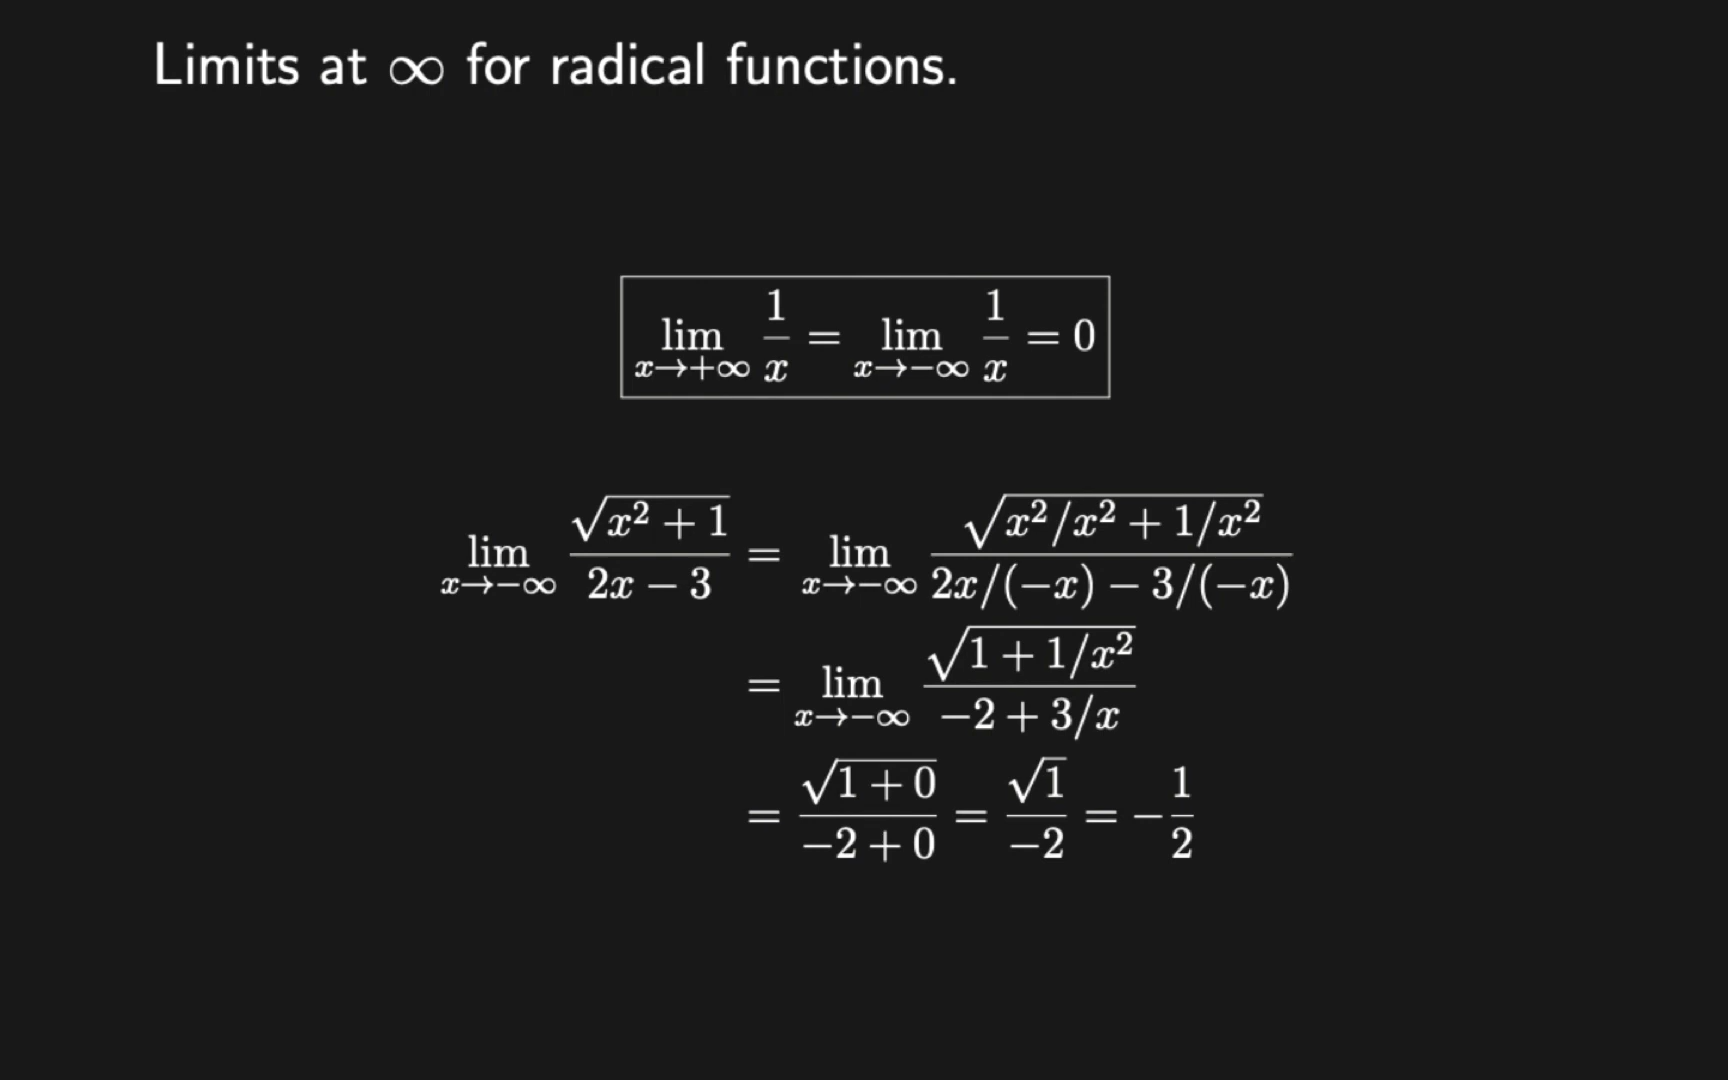 Limits at ∞ for radical functions.
lim_{x→+∞} 1/x = lim_{x→−∞} 1/x = 0
lim_{x→−∞} √(x² + 1) / (2x − 3) = lim_{x→−∞} √(x²/x² + 1/x²) / (2x/(−x) − 3/(−x))
= lim_{x→−∞} √(1 + 1/x²) / (−2 + 3/x)
= √(1 + 0) / (−2 + 0) = √1 / −2 = −1/2